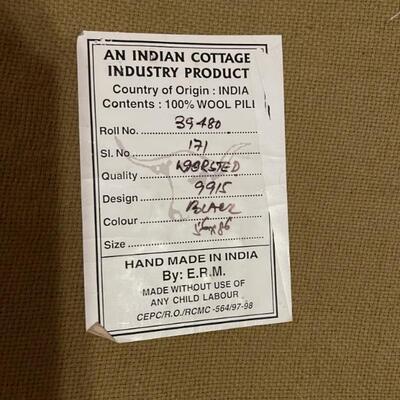 AN INDIAN COTTAGE
INDUSTRY PRODUCT
Country of Origin : INDIA
Contents : 100% WOOL PILE
Roll No. 39480
Sl. No 171
Quality WORSTED
Design 9915
Colour BLACK
Size 56x86
HAND MADE IN INDIA
By: E.R.M.
MADE WITHOUT USE OF
ANY CHILD LABOUR
CEPC/R.O./RCMC -564/97-98